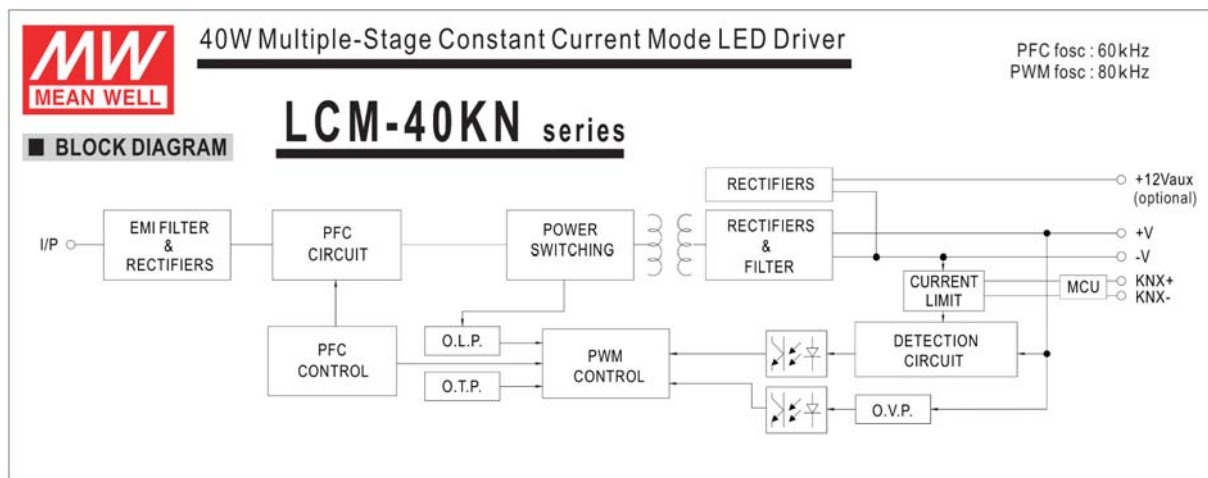 MW
MEAN WELL
40W Multiple-Stage Constant Current Mode LED Driver
PFC fosc : 60kHz
PWM fosc : 80kHz
LCM-40KN series
■ BLOCK DIAGRAM
RECTIFIERS
+12Vaux
(optional)
I/P
EMI FILTER
&
RECTIFIERS
PFC
CIRCUIT
POWER
SWITCHING
RECTIFIERS
&
FILTER
+V
-V
CURRENT
LIMIT
MCU
KNX+
KNX-
PFC
CONTROL
O.L.P.
O.T.P.
PWM
CONTROL
DETECTION
CIRCUIT
O.V.P.